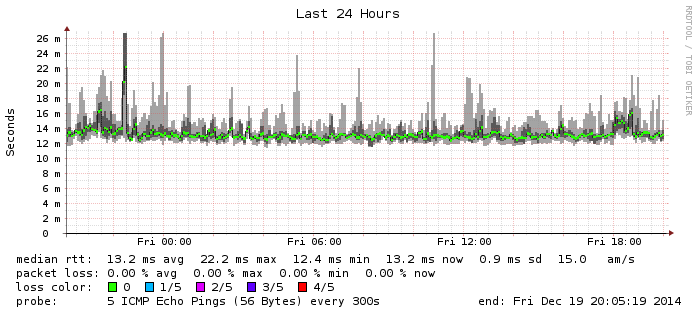 Last 24 Hours
RRDTOOL / TOBI OETIKER
Seconds
26 m
24 m
22 m
20 m
18 m
16 m
14 m
12 m
10 m
8 m
6 m
4 m
2 m
0
Fri 00:00 Fri 06:00 Fri 12:00 Fri 18:00
median rtt: 13.2 ms avg 22.2 ms max 12.4 ms min 13.2 ms now 0.9 ms sd 15.0 am/s
packet loss: 0.00 % avg 0.00 % max 0.00 % min 0.00 % now
loss color: 0 1/5 2/5 3/5 4/5
probe: 5 ICMP Echo Pings (56 Bytes) every 300s end: Fri Dec 19 20:05:19 2014